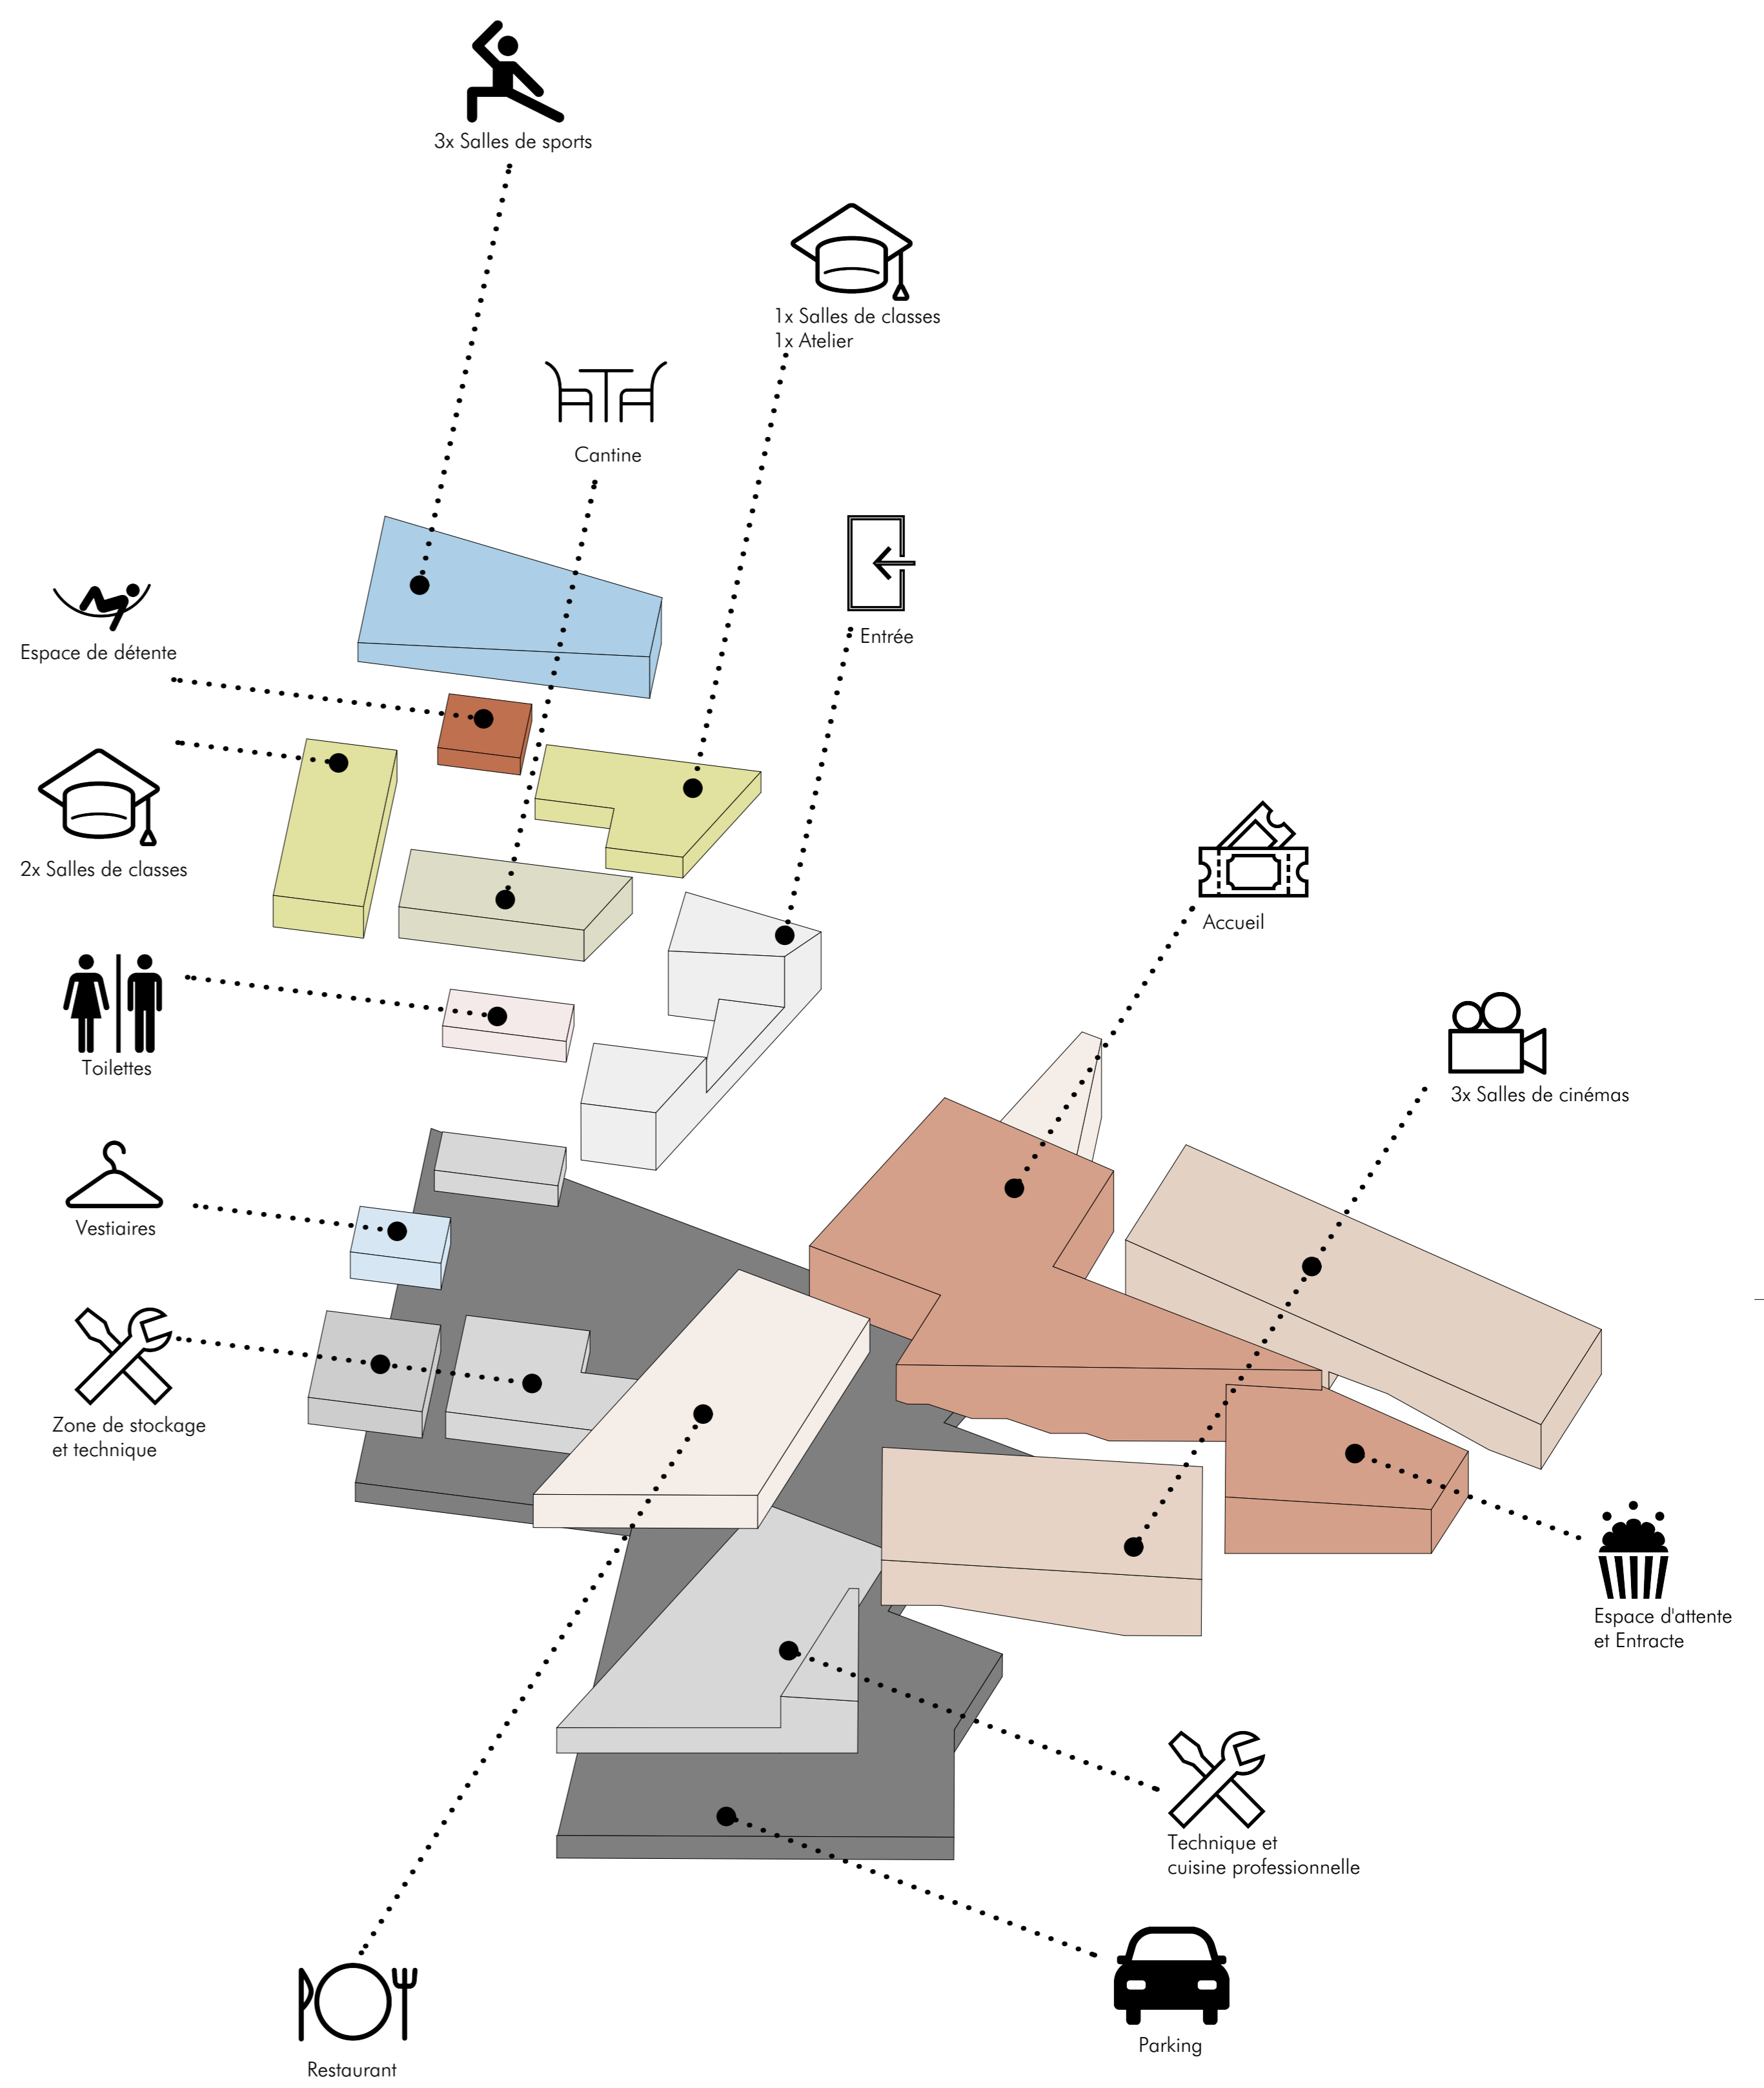 3x Salles de sports
1x Salles de classes
1x Atelier
Cantine
Entrée
Espace de détente
2x Salles de classes
Accueil
Toilettes
3x Salles de cinémas
Vestiaires
Zone de stockage
et technique
Espace d'attente
et Entracte
Technique et
cuisine professionnelle
Parking
Restaurant